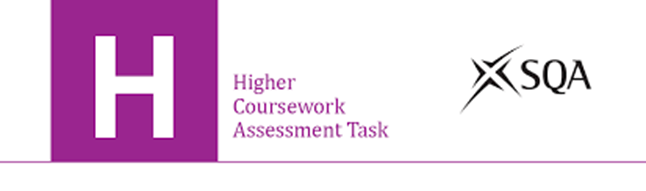 H
Higher
Coursework
Assessment Task
SQA